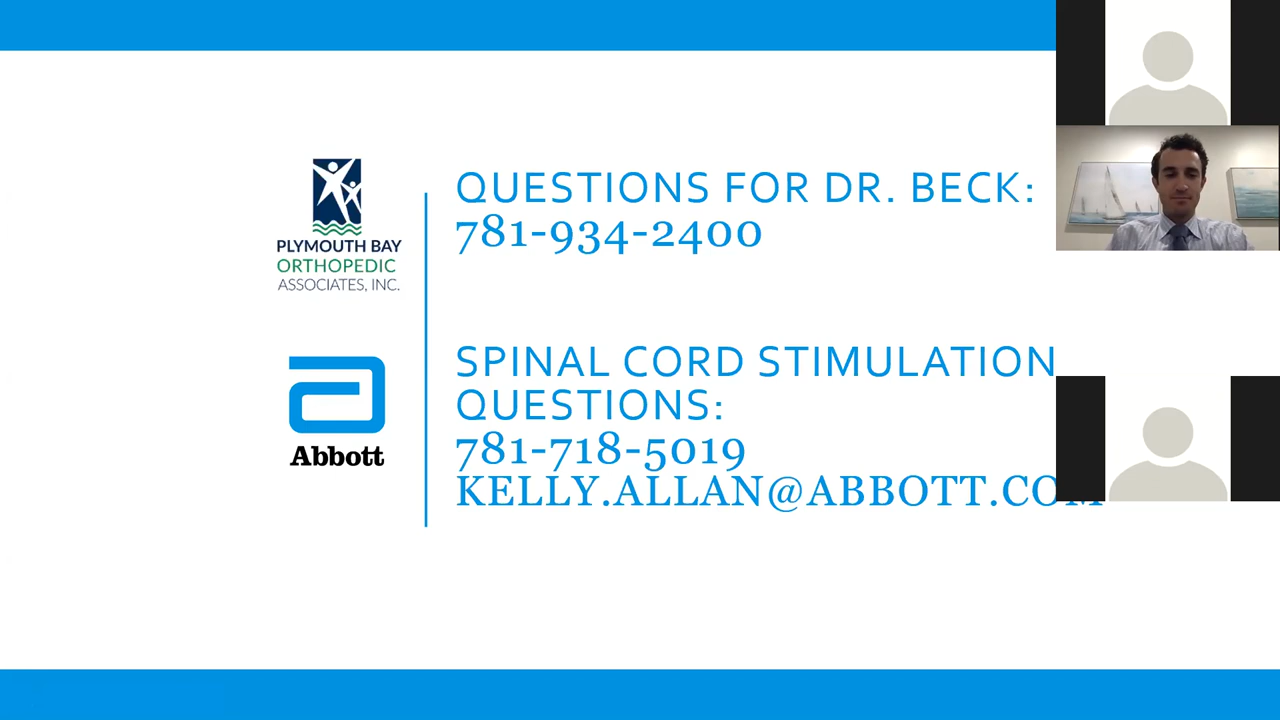 QUESTIONS FOR DR. BECK:
781-934-2400
PLYMOUTH BAY
ORTHOPEDIC
ASSOCIATES, INC.
SPINAL CORD STIMULATION
QUESTIONS:
781-718-5019
KELLY.ALLAN@ABBOTT.COM
Abbott